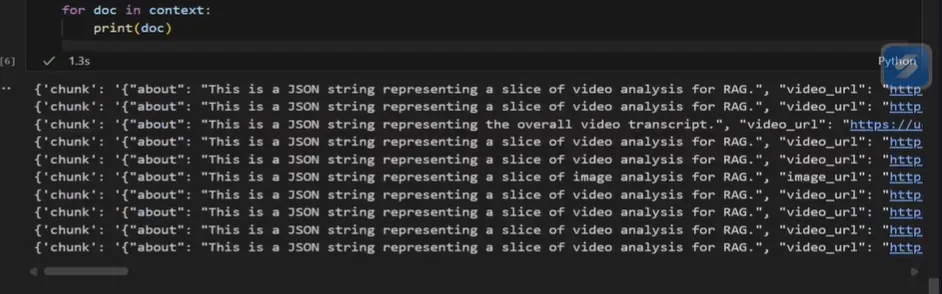 for doc in context:
print(doc)
[6]
1.3s
Python
{'chunk': '{"about": "This is a JSON string representing a slice of video analysis for RAG.", "video_url": "http
{'chunk': '{"about": "This is a JSON string representing a slice of video analysis for RAG.", "video_url": "http
{'chunk': '{"about": "This is a JSON string representing the overall video transcript.", "video_url": "https://u
{'chunk': '{"about": "This is a JSON string representing a slice of video analysis for RAG.", "video_url": "http
{'chunk': '{"about": "This is a JSON string representing a slice of video analysis for RAG.", "video_url": "http
{'chunk': '{"about": "This is a JSON string representing a slice of image analysis for RAG.", "image_url": "http
{'chunk': '{"about": "This is a JSON string representing a slice of video analysis for RAG.", "video_url": "http
{'chunk': '{"about": "This is a JSON string representing a slice of video analysis for RAG.", "video_url": "http
{'chunk': '{"about": "This is a JSON string representing a slice of video analysis for RAG.", "video_url": "http
{'chunk': '{"about": "This is a JSON string representing a slice of video analysis for RAG.", "video_url": "http